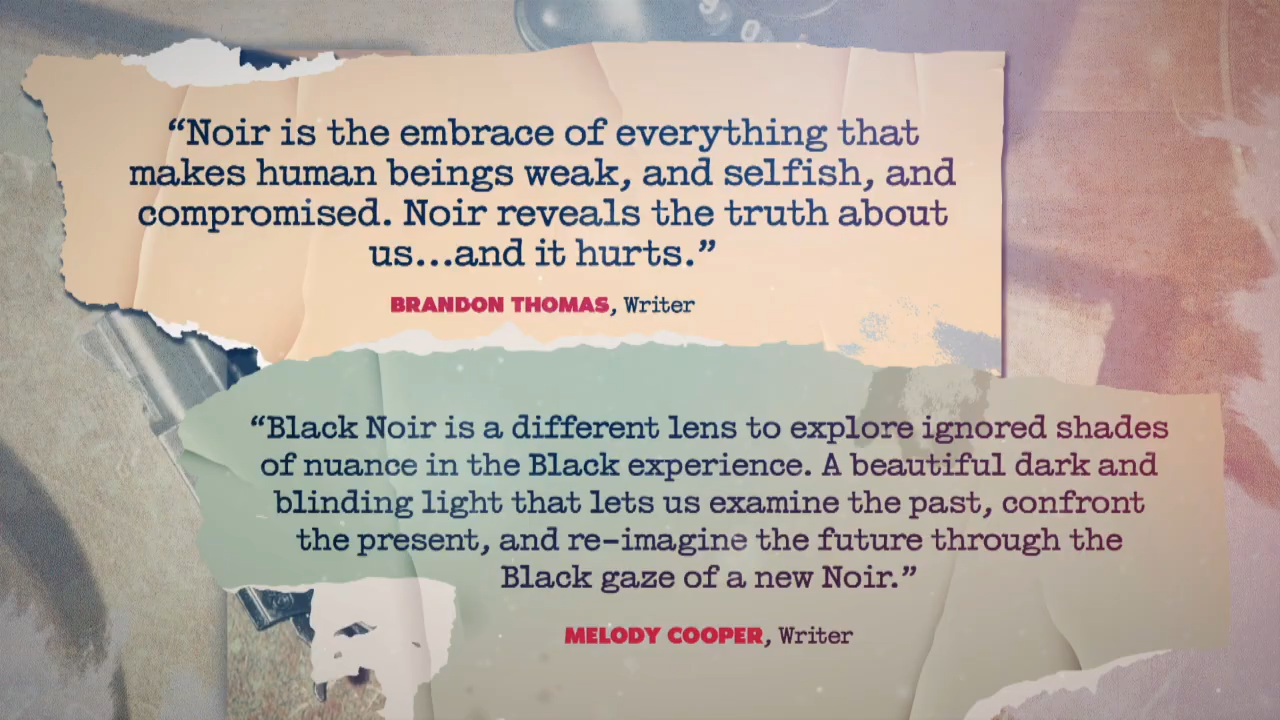 “Noir is the embrace of everything that
makes human beings weak, and selfish, and
compromised. Noir reveals the truth about
us...and it hurts.”
BRANDON THOMAS, Writer
“Black Noir is a different lens to explore ignored shades
of nuance in the Black experience. A beautiful dark and
blinding light that lets us examine the past, confront
the present, and re-imagine the future through the
Black gaze of a new Noir.”
MELODY COOPER, Writer